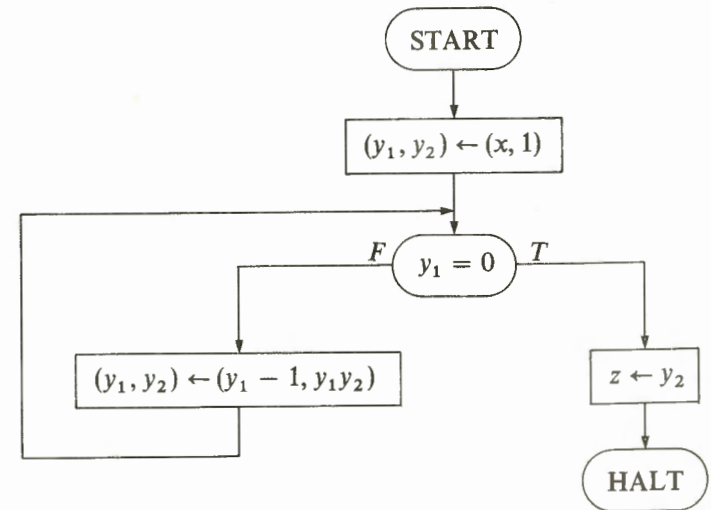 START
(y₁, y₂) ← (x, 1)
F
y₁ = 0
T
(y₁, y₂) ← (y₁ − 1, y₁y₂)
z ← y₂
HALT